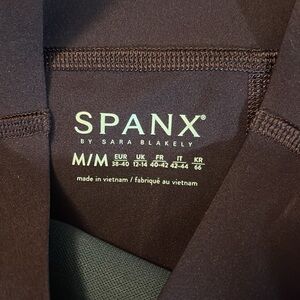 SPANX®
BY SARA BLAKELY
M/M EUR UK FR IT KR
38-40 12-14 40-42 42-44 66
made in vietnam / fabriqué au vietnam